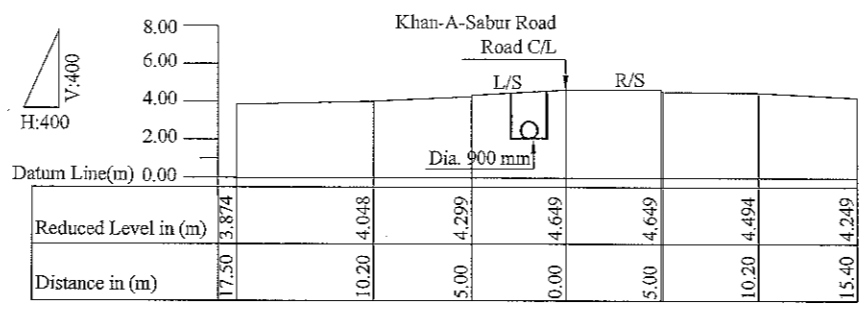 Khan-A-Sabur Road
Road C/L
L/S
R/S
8.00
6.00
4.00
2.00
V:400
H:400
Dia. 900 mm
Datum Line(m) 0.00
Reduced Level in (m) 3.874 4.048 4.299 4.649 4.649 4.494 4.249
Distance in (m) 17.50 10.20 5.00 0.00 5.00 10.20 15.40